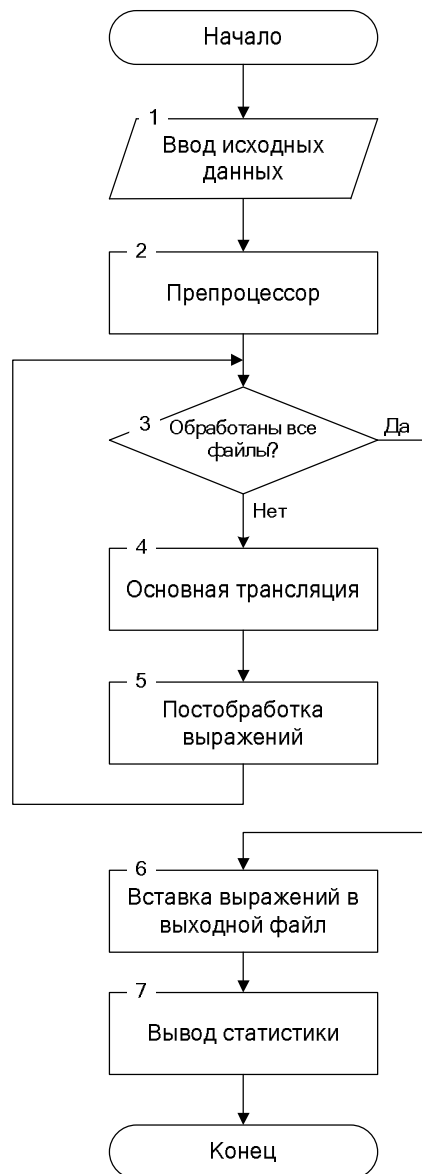 Начало
1
Ввод исходных
данных
2
Препроцессор
3
Обработаны все
файлы?
Да
Нет
4
Основная трансляция
5
Постобработка
выражений
6
Вставка выражений в
выходной файл
7
Вывод статистики
Конец